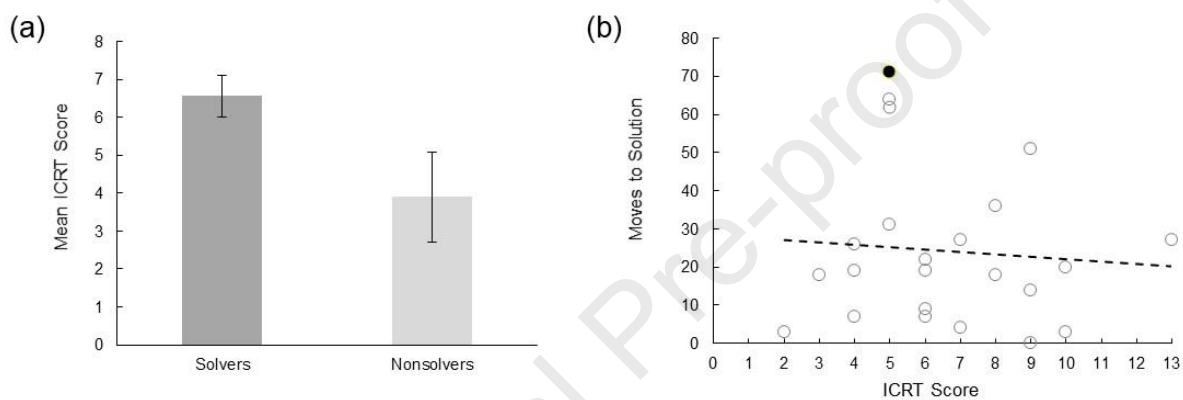 (a)
8
7
6
5
4
3
2
1
0
Mean ICRT Score
Solvers Nonsolvers
(b)
80
70
60
50
40
30
20
10
0
Moves to Solution
0 1 2 3 4 5 6 7 8 9 10 11 12 13
ICRT Score
l Pre-proof